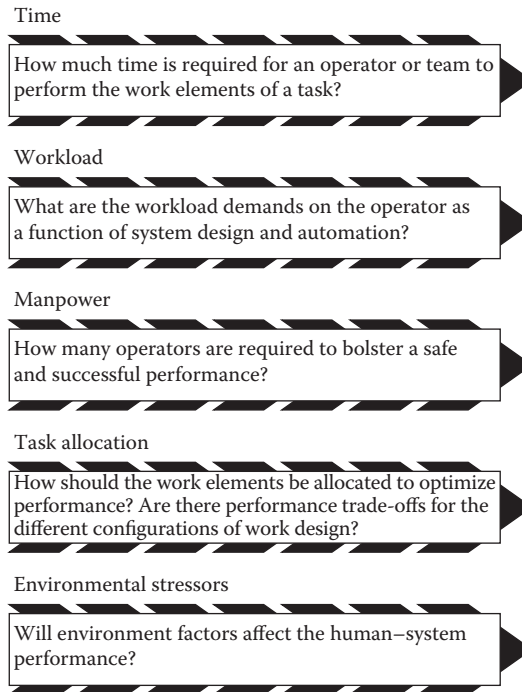 Time
How much time is required for an operator or team to
perform the work elements of a task?
Workload
What are the workload demands on the operator as
a function of system design and automation?
Manpower
How many operators are required to bolster a safe
and successful performance?
Task allocation
How should the work elements be allocated to optimize
performance? Are there performance trade-offs for the
different configurations of work design?
Environmental stressors
Will environment factors affect the human–system
performance?